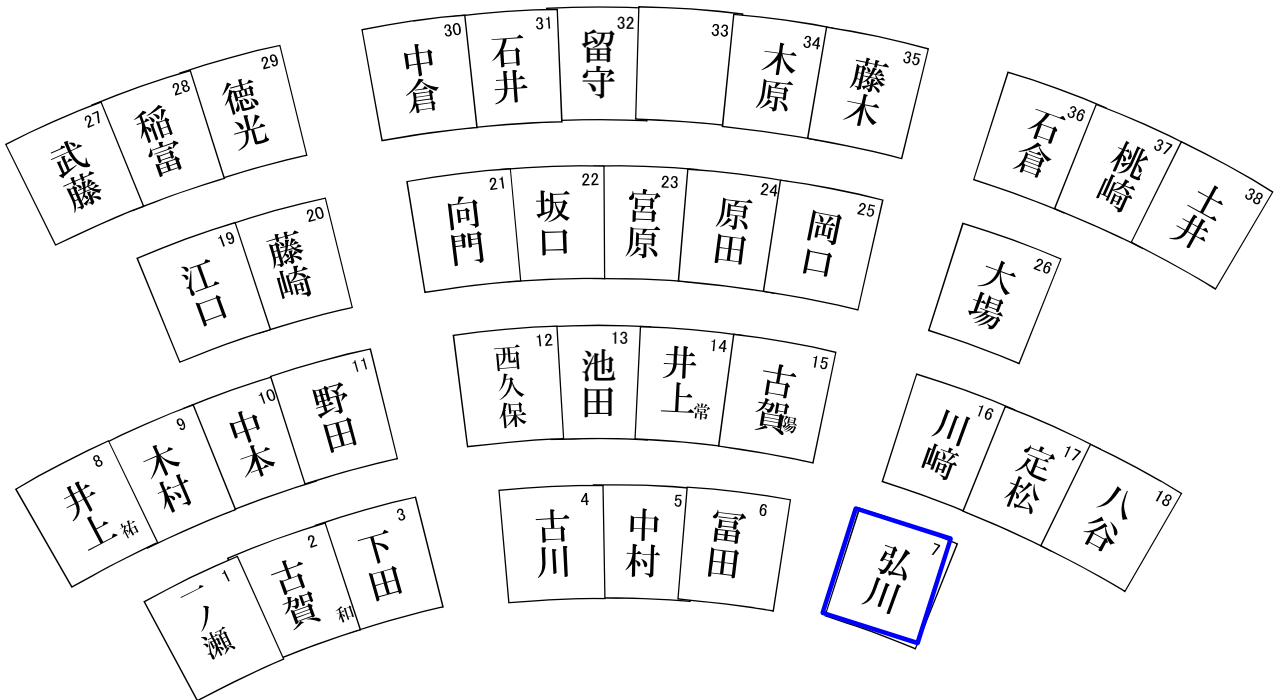 27 武藤
28 稲富
29 徳光
30 中倉
31 石井
32 留守
33
34 木原
35 藤木
36 石倉
37 桃崎
38 土井
19 江口
20 藤崎
21 向門
22 坂口
23 宮原
24 原田
25 岡口
26 大場
8 井上祐
9 木村
10 中本
11 野田
12 西久保
13 池田
14 井上常
15 古賀陽
16 川﨑
17 定松
18 八谷
1 一ノ瀬
2 古賀和
3 下田
4 古川
5 中村
6 冨田
7 弘川